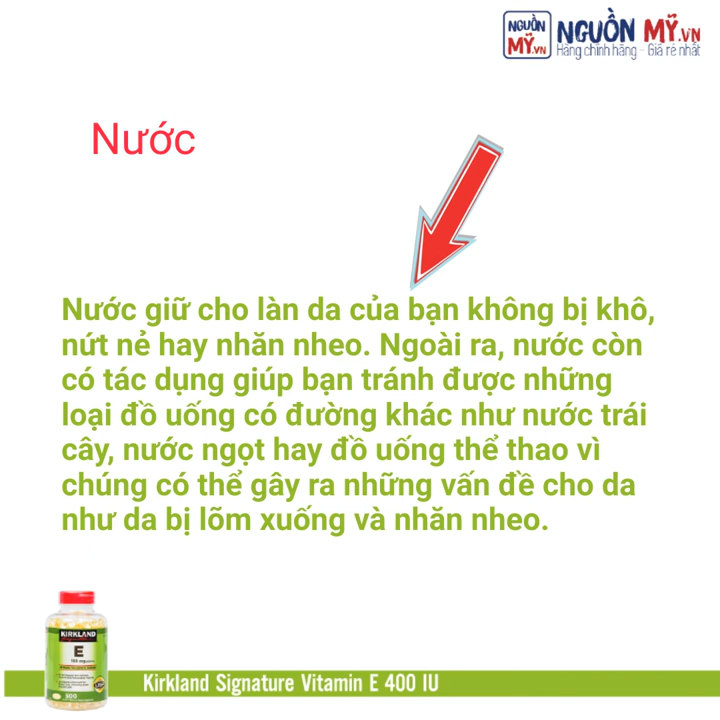 NGUỒN
MỸ.VN
NGUỒN MỸ.VN
Hàng chính hãng - Giá rẻ nhất
Nước
Nước giữ cho làn da của bạn không bị khô,
nứt nẻ hay nhăn nheo. Ngoài ra, nước còn
có tác dụng giúp bạn tránh được những
loại đồ uống có đường khác như nước trái
cây, nước ngọt hay đồ uống thể thao vì
chúng có thể gây ra những vấn đề cho da
như da bị lõm xuống và nhăn nheo.
KIRKLAND
E
180 mg
500
Kirkland Signature Vitamin E 400 IU